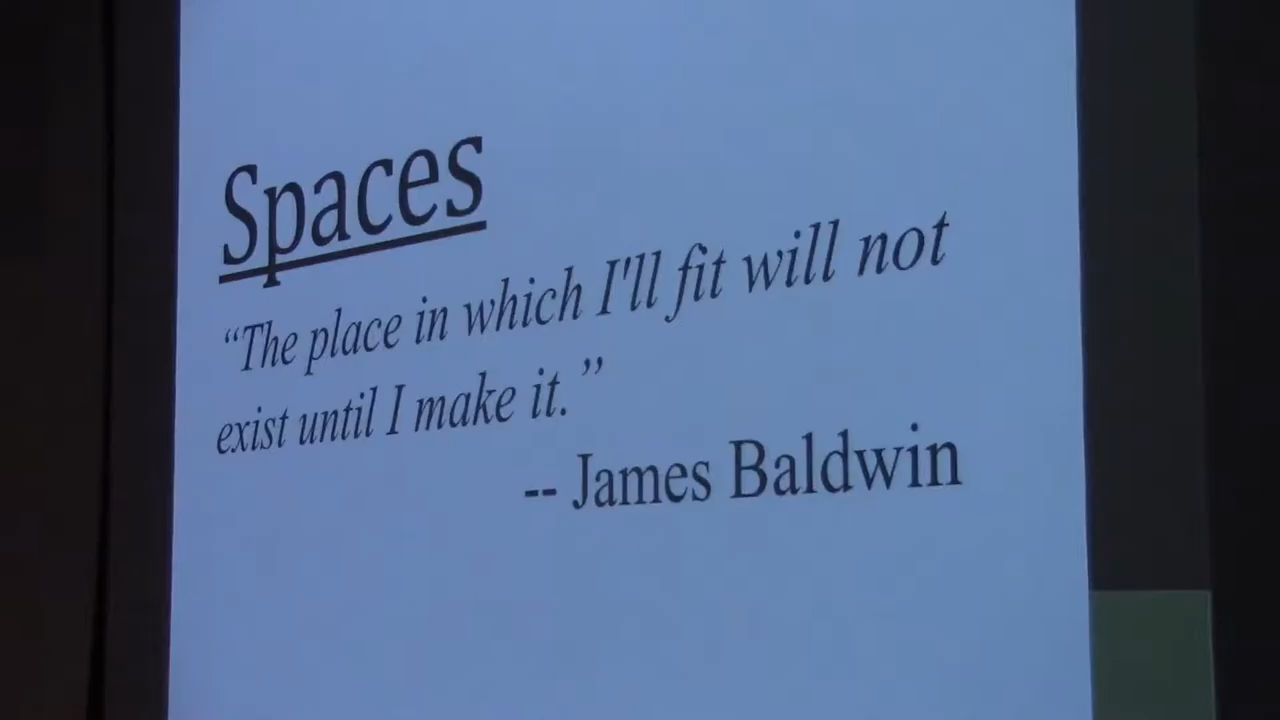 Spaces
“The place in which I'll fit will not
exist until I make it.”
-- James Baldwin